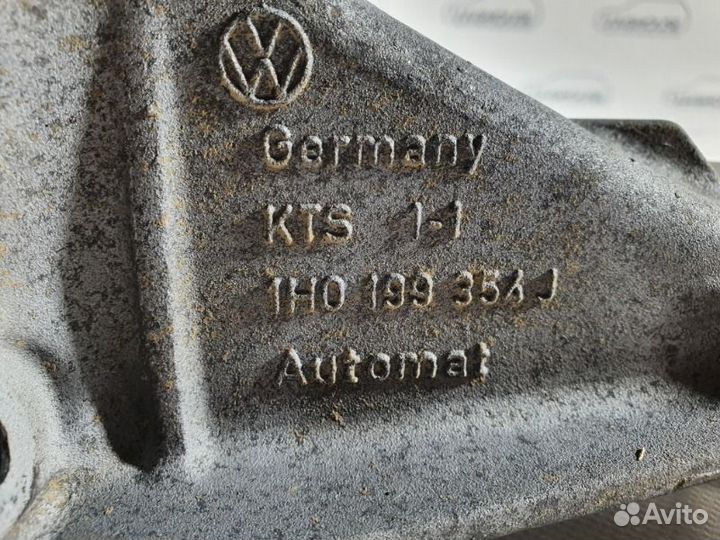 Germany
KTS 1-1
1H0 199 354 J
Automat
Avito